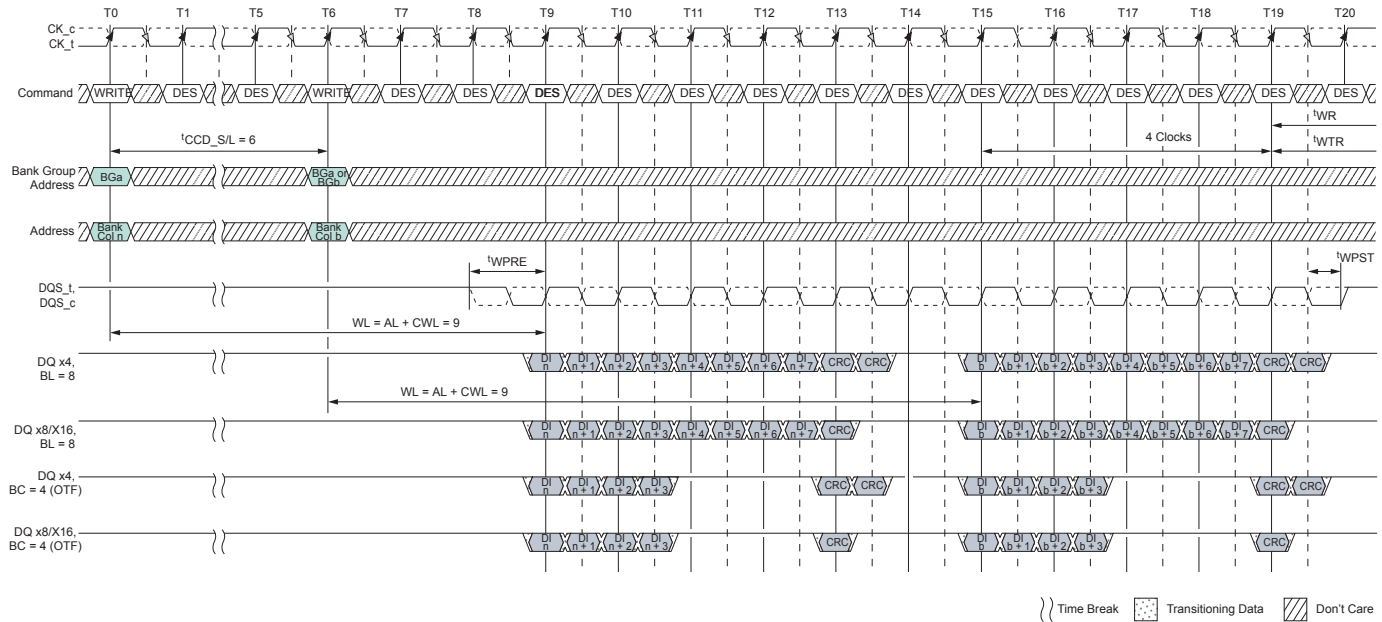 T0 T1 T5 T6 T7 T8 T9 T10 T11 T12 T13 T14 T15 T16 T17 T18 T19 T20
CK_c
CK_t
Command WRITE DES DES WRITE DES DES DES DES DES DES DES DES DES DES DES DES DES DES
tWR
tCCD_S/L = 6
4 Clocks
tWTR
Bank Group
Address
BGa
BGa or
BGb
Address
Bank
Col n
Bank
Col b
tWPRE
tWPST
DQS_t,
DQS_c
WL = AL + CWL = 9
DQ x4,
BL = 8
DI n DI n + 1 DI n + 2 DI n + 3 DI n + 4 DI n + 5 DI n + 6 DI n + 7 CRC CRC DI b DI b + 1 DI b + 2 DI b + 3 DI b + 4 DI b + 5 DI b + 6 DI b + 7 CRC CRC
WL = AL + CWL = 9
DQ x8/X16,
BL = 8
DI n DI n + 1 DI n + 2 DI n + 3 DI n + 4 DI n + 5 DI n + 6 DI n + 7 CRC DI b DI b + 1 DI b + 2 DI b + 3 DI b + 4 DI b + 5 DI b + 6 DI b + 7 CRC
DQ x4,
BC = 4 (OTF)
DI n DI n + 1 DI n + 2 DI n + 3 CRC CRC DI b DI b + 1 DI b + 2 DI b + 3 CRC CRC
DQ x8/X16,
BC = 4 (OTF)
DI n DI n + 1 DI n + 2 DI n + 3 CRC DI b DI b + 1 DI b + 2 DI b + 3 CRC
Time Break Transitioning Data Don't Care